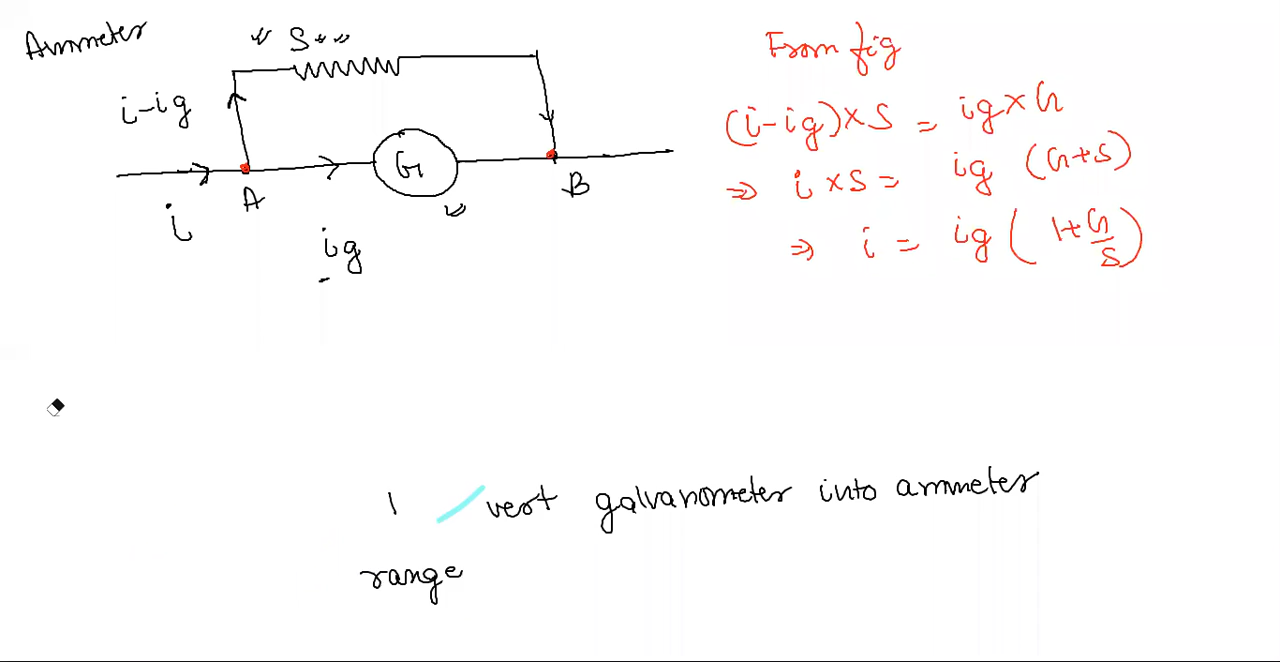 Ammeter
" S "
i-ig
G
A
B
i
ig
From fig
(i-ig)×S = ig×G
⇒ i×S = ig (G+S)
⇒ i = ig (1+G/S)
vert galvanometer into ammeter
range